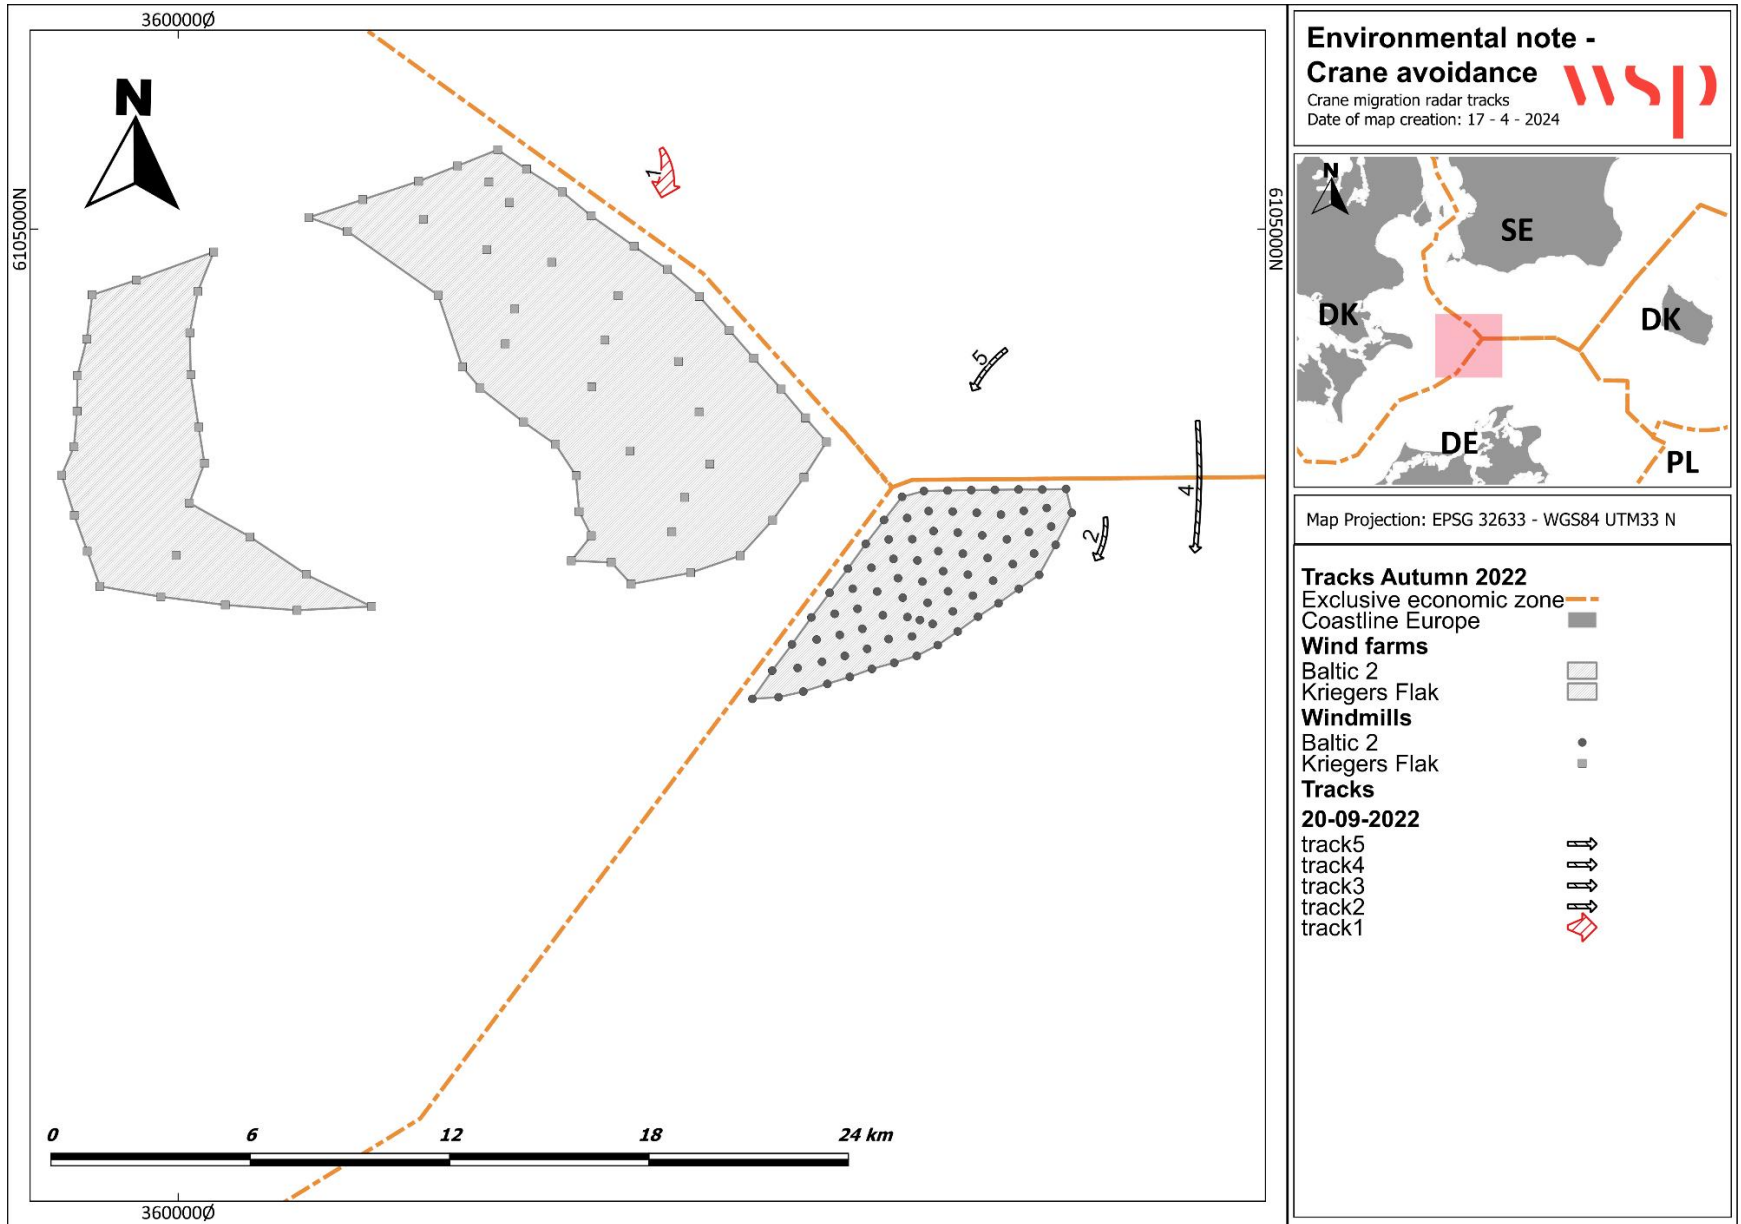 360000Ø
N
6105000N
6105000N
1
5
4
2
0 6 12 18 24 km
360000Ø
Environmental note -
Crane avoidance
wsp
Crane migration radar tracks
Date of map creation: 17 - 4 - 2024
N
SE
DK
DK
DE
PL
Map Projection: EPSG 32633 - WGS84 UTM33 N
Tracks Autumn 2022
Exclusive economic zone
Coastline Europe
Wind farms
Baltic 2
Kriegers Flak
Windmills
Baltic 2
Kriegers Flak
Tracks
20-09-2022
track5
track4
track3
track2
track1